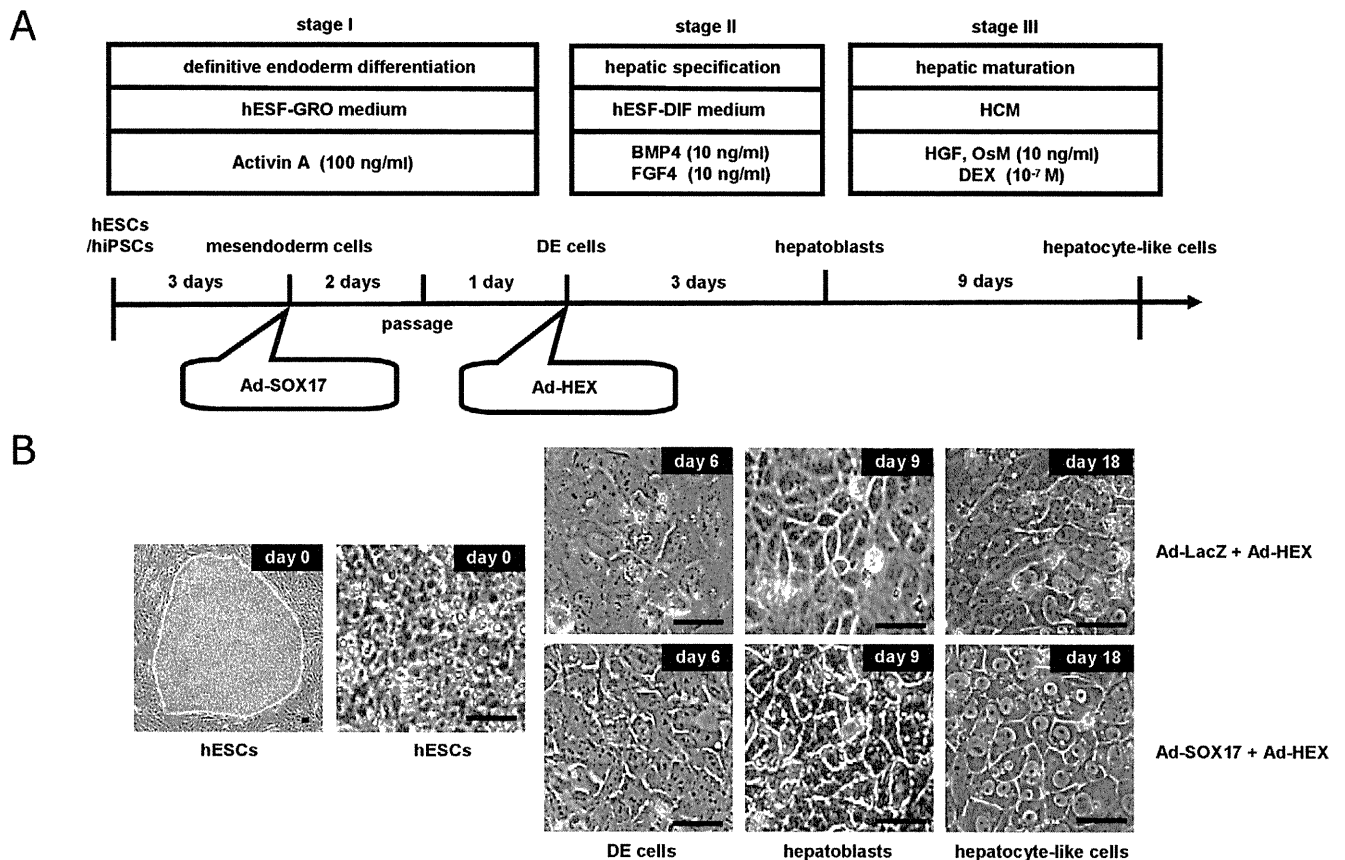 A
stage I
stage II
stage III
definitive endoderm differentiation
hepatic specification
hepatic maturation
hESF-GRO medium
hESF-DIF medium
HCM
Activin A (100 ng/ml)
BMP4 (10 ng/ml)
FGF4 (10 ng/ml)
HGF, OsM (10 ng/ml)
DEX (10-7 M)
hESCs
/hiPSCs
mesendoderm cells
DE cells
hepatoblasts
hepatocyte-like cells
3 days
2 days
1 day
3 days
9 days
passage
Ad-SOX17
Ad-HEX
B
day 6
day 9
day 18
Ad-LacZ + Ad-HEX
day 0
day 0
day 6
day 9
day 18
Ad-SOX17 + Ad-HEX
hESCs
hESCs
DE cells
hepatoblasts
hepatocyte-like cells